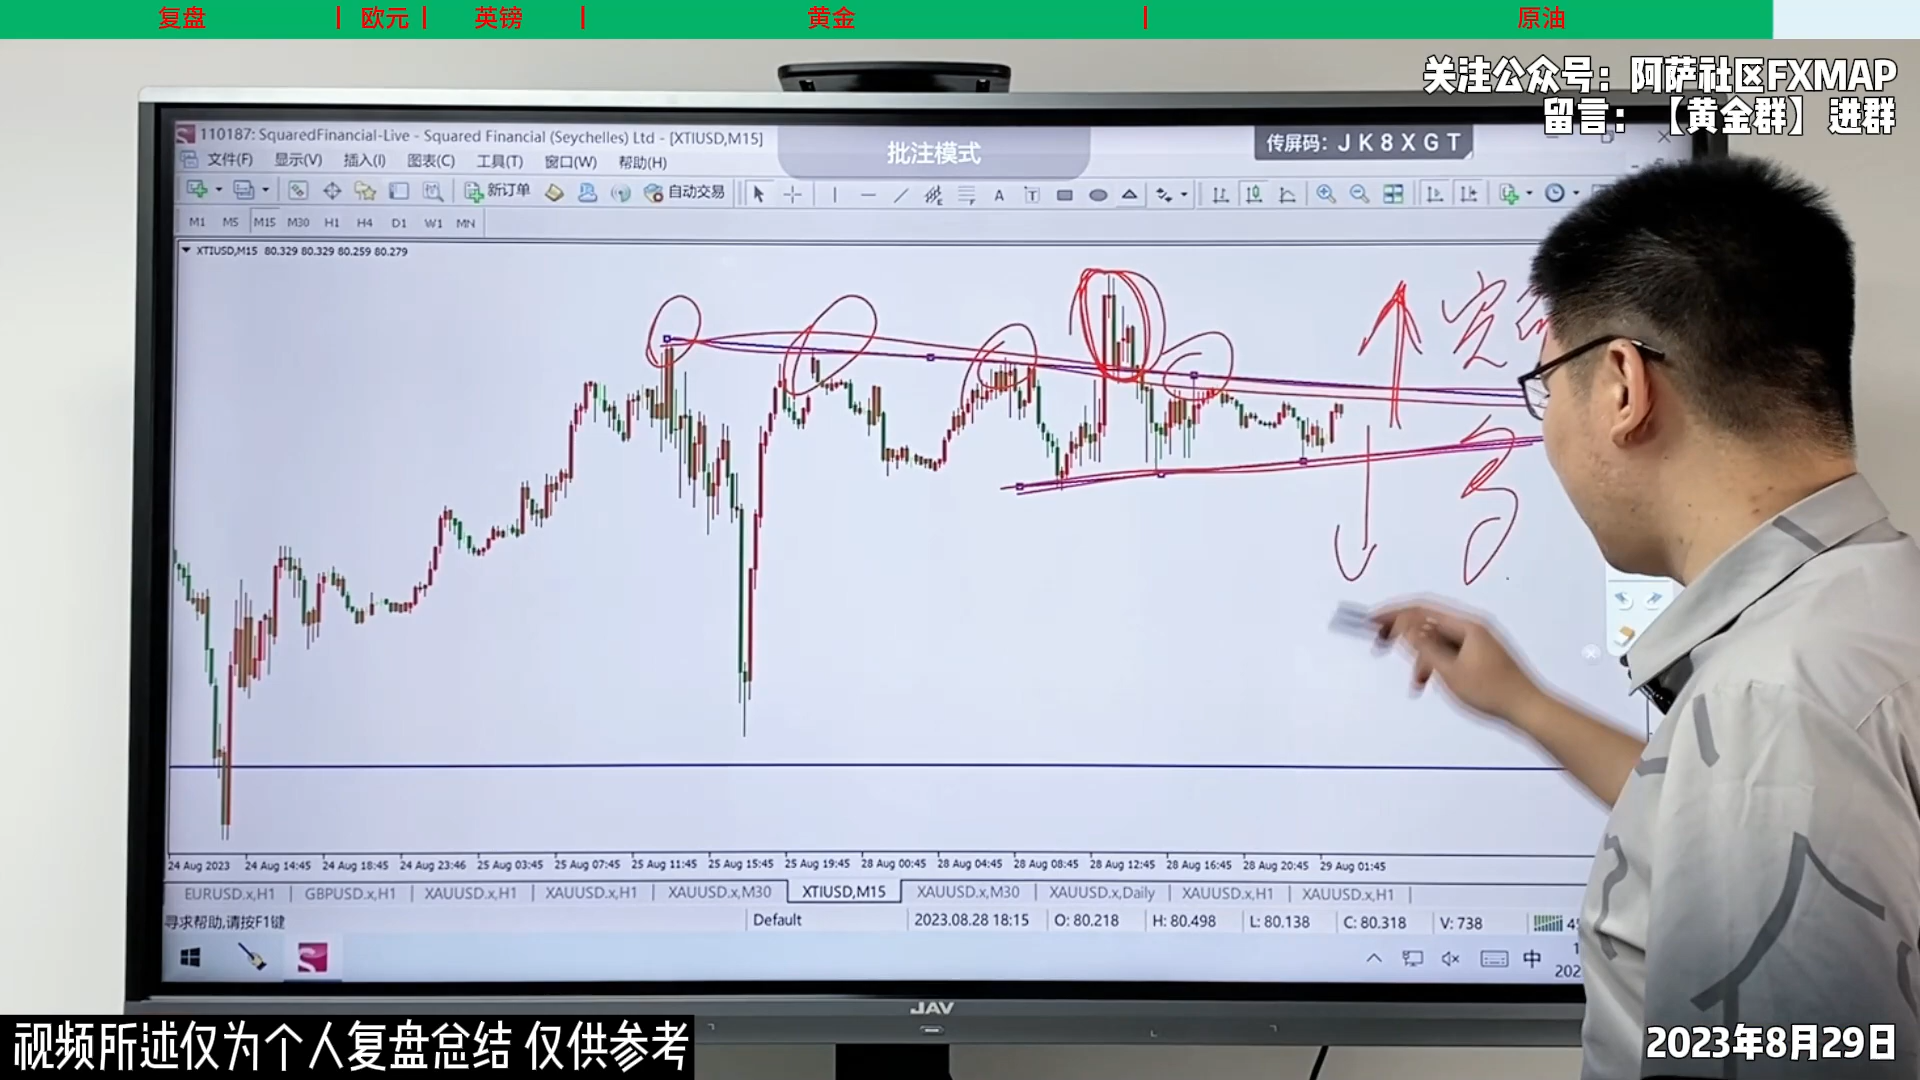 复盘 | 欧元 | 英镑 | 黄金 | 原油
关注公众号：阿萨社区FXMAP
留言：【黄金群】进群
110187: SquaredFinancial-Live - Squared Financial (Seychelles) Ltd - [XTIUSD,M15]
批注模式
传屏码：JK8XGT
文件(F) 显示(V) 插入(I) 图表(C) 工具(T) 窗口(W) 帮助(H)
新订单 自动交易
M1 M5 M15 M30 H1 H4 D1 W1 MN
XTIUSD,M15 80.329 80.329 80.259 80.279
24 Aug 2023 24 Aug 14:45 24 Aug 18:45 24 Aug 23:46 25 Aug 03:45 25 Aug 07:45 25 Aug 11:45 25 Aug 15:45 25 Aug 19:45 28 Aug 00:45 28 Aug 04:45 28 Aug 08:45 28 Aug 12:45 28 Aug 16:45 28 Aug 20:45 29 Aug 01:45
EURUSD.x,H1 | GBPUSD.x,H1 | XAUUSD.x,H1 | XAUUSD.x,H1 | XAUUSD.x,M30 | XTIUSD,M15 | XAUUSD.x,M30 | XAUUSD.x,Daily | XAUUSD.x,H1 | XAUUSD.x,H1 |
寻求帮助,请按F1键 Default 2023.08.28 18:15 O: 80.218 H: 80.498 L: 80.138 C: 80.318 V: 738
中
JAV
视频所述仅为个人复盘总结 仅供参考
2023年8月29日